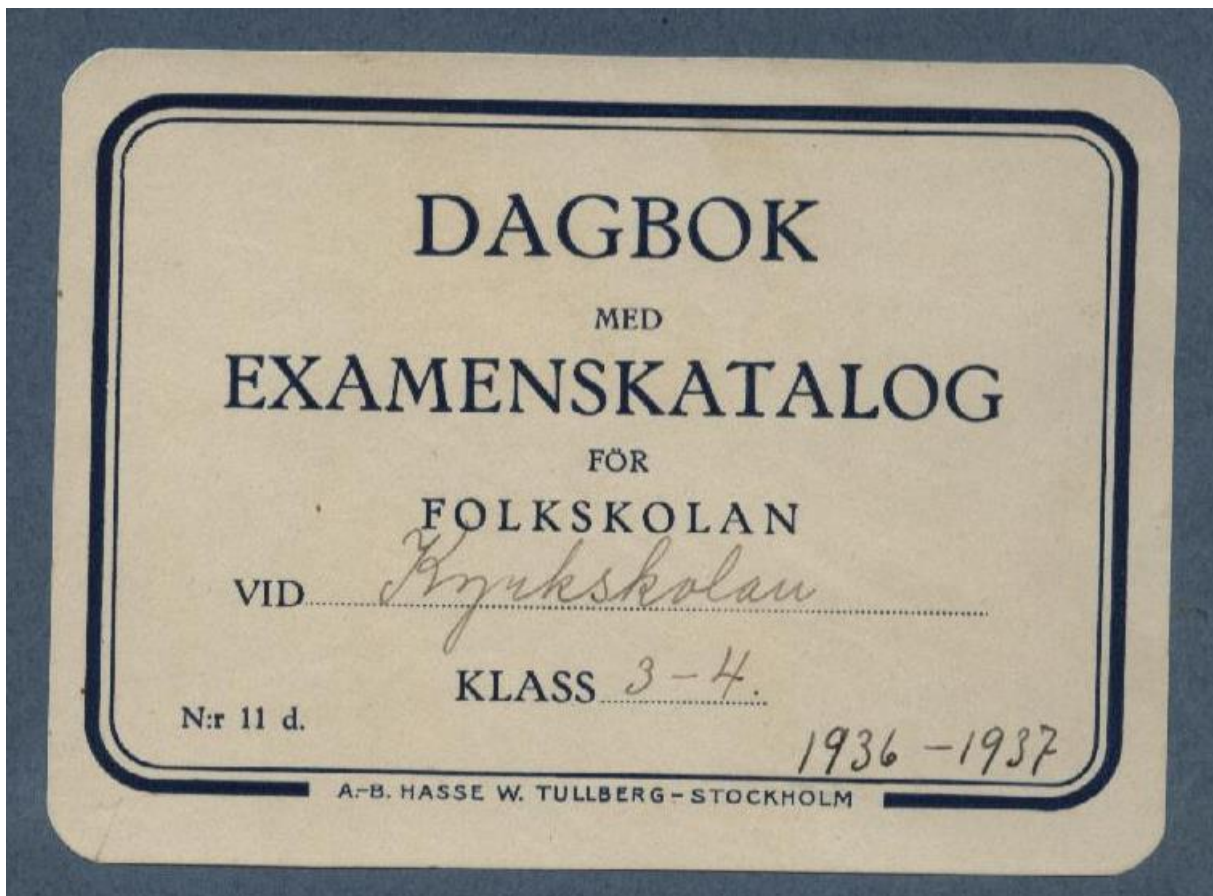 DAGBOK
MED
EXAMENSKATALOG
FÖR
FOLKSKOLAN
VID Kyrkskolan
KLASS 3-4.
N:r 11 d.
1936-1937
A.-B. HASSE W. TULLBERG-STOCKHOLM